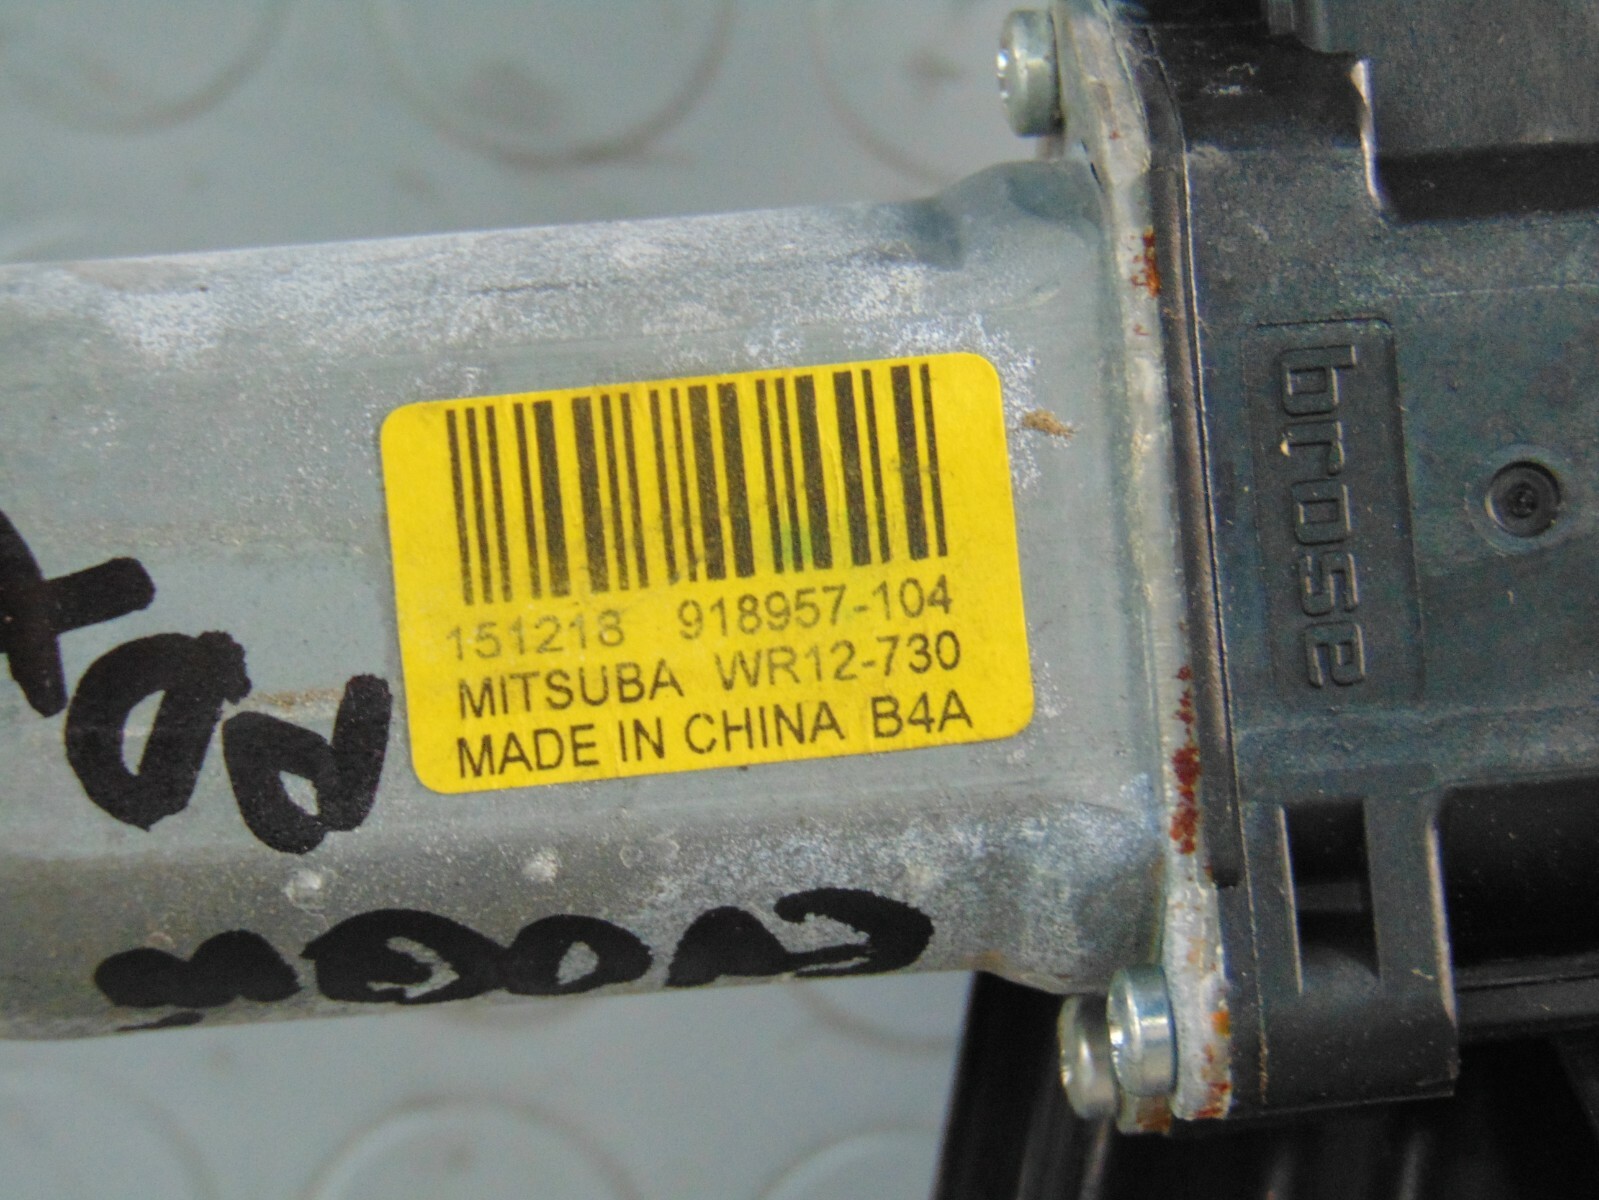 151218 918957-104
MITSUBA WR12-730
MADE IN CHINA B4A
brose